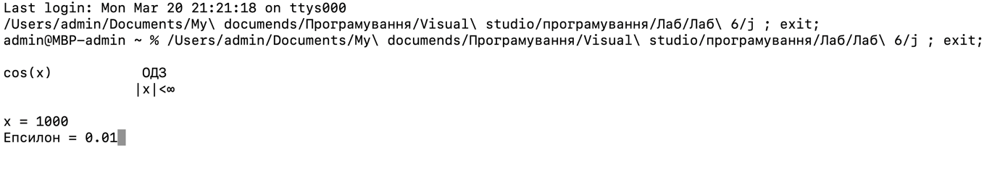 Last login: Mon Mar 20 21:21:18 on ttys000
/Users/admin/Documents/My\ documends/Програмування/Visual\ studio/програмування/Лаб/Лаб\ 6/j ; exit;
admin@MBP-admin ~ % /Users/admin/Documents/My\ documends/Програмування/Visual\ studio/програмування/Лаб/Лаб\ 6/j ; exit;
cos(x) ОДЗ
|x|<∞
x = 1000
Епсилон = 0.01